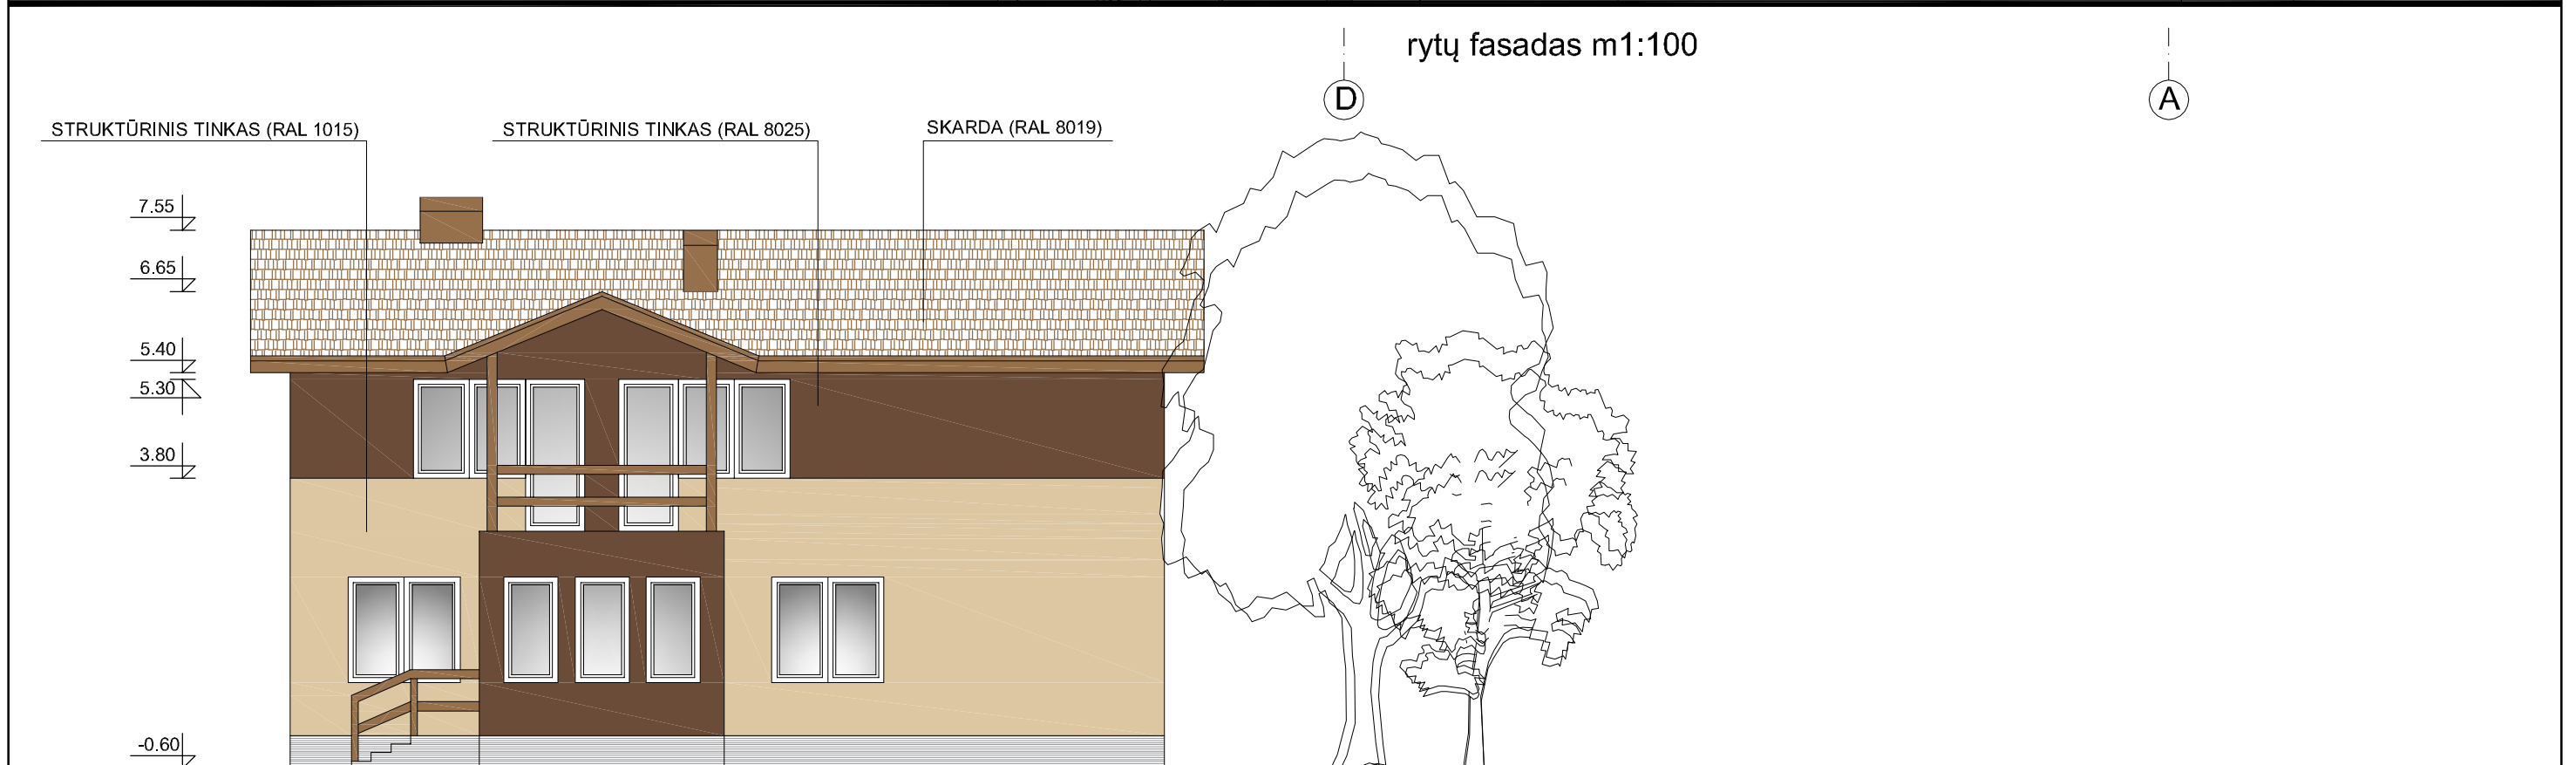 rytų fasadas m1:100
D
A
STRUKTŪRINIS TINKAS (RAL 1015)
STRUKTŪRINIS TINKAS (RAL 8025)
SKARDA (RAL 8019)
7.55
6.65
5.40
5.30
3.80
-0.60